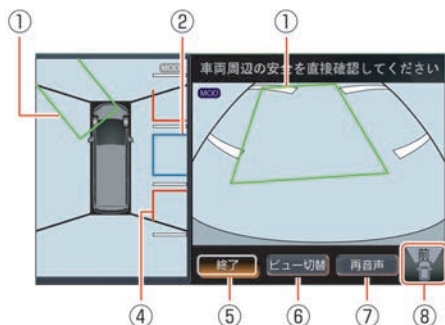 ① ② ①
MOD 車両周辺の安全を直接確認してください
MOD
終了 ビュー切替 再音声 前
④ ⑤ ⑥ ⑦ ⑧